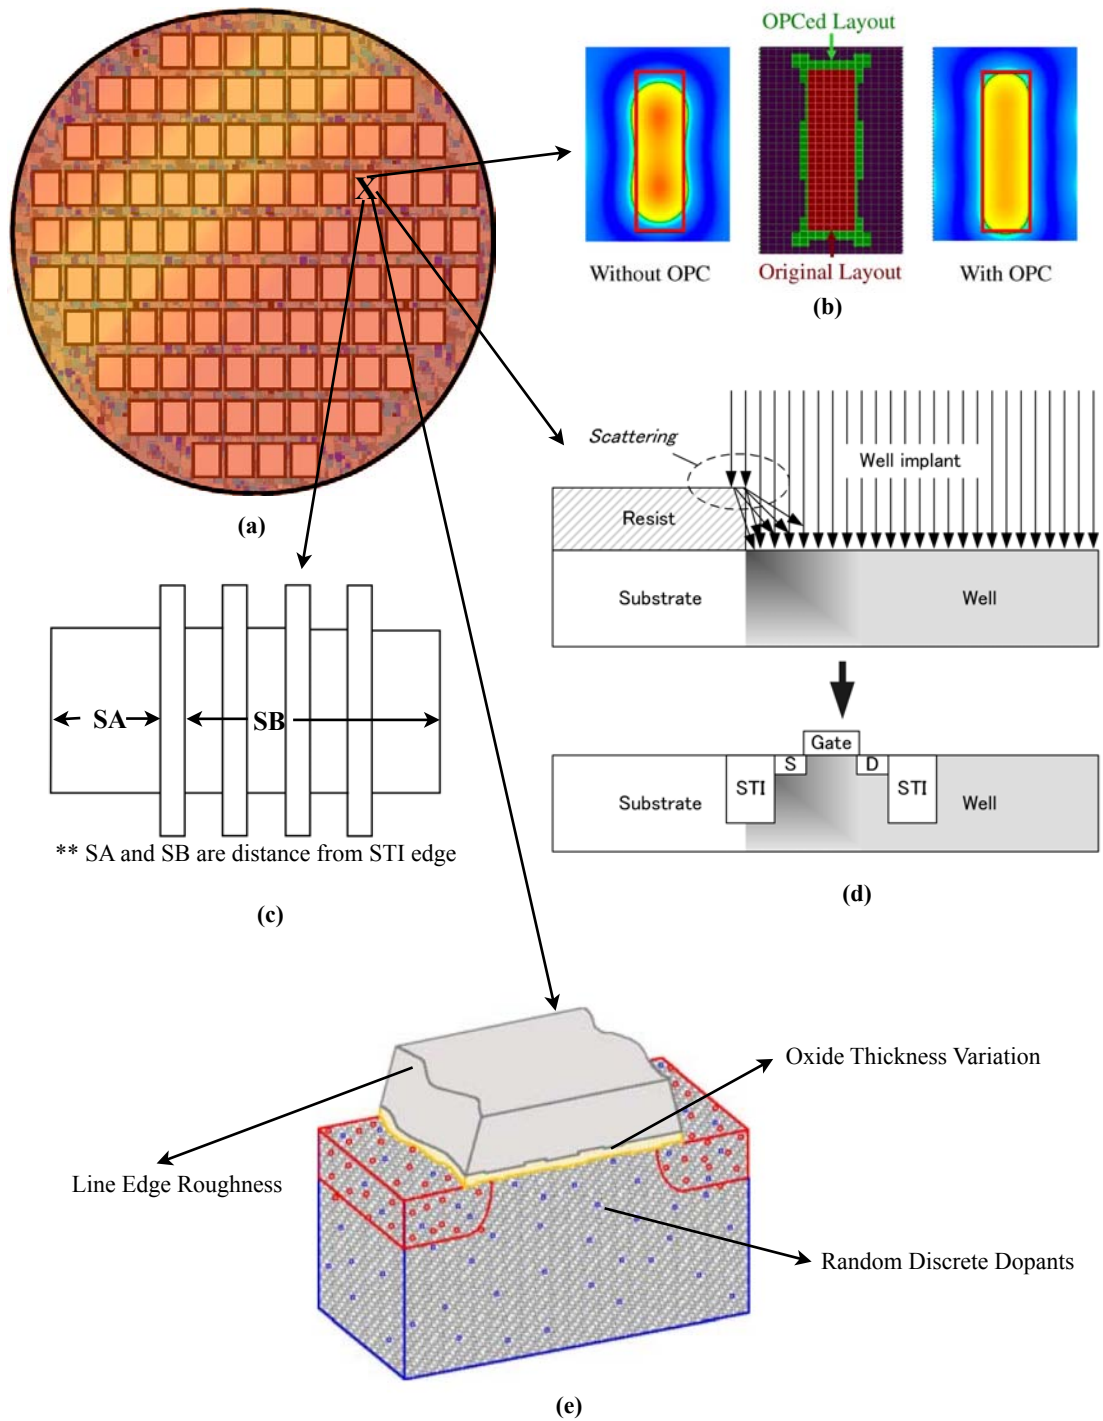 X
(a)
OPCed Layout
Without OPC
Original Layout
With OPC
(b)
SA
SB
** SA and SB are distance from STI edge
(c)
Scattering
Well implant
Resist
Substrate
Well
Gate
S
D
STI
STI
Substrate
Well
(d)
Oxide Thickness Variation
Line Edge Roughness
Random Discrete Dopants
(e)